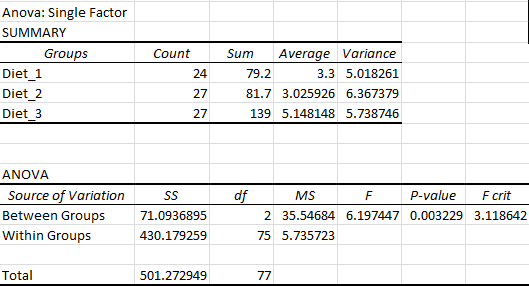 Anova: Single Factor
SUMMARY
Groups Count Sum Average Variance
Diet_1 24 79.2 3.3 5.018261
Diet_2 27 81.7 3.025926 6.367379
Diet_3 27 139 5.148148 5.738746
ANOVA
Source of Variation SS df MS F P-value F crit
Between Groups 71.0936895 2 35.54684 6.197447 0.003229 3.118642
Within Groups 430.179259 75 5.735723
Total 501.272949 77